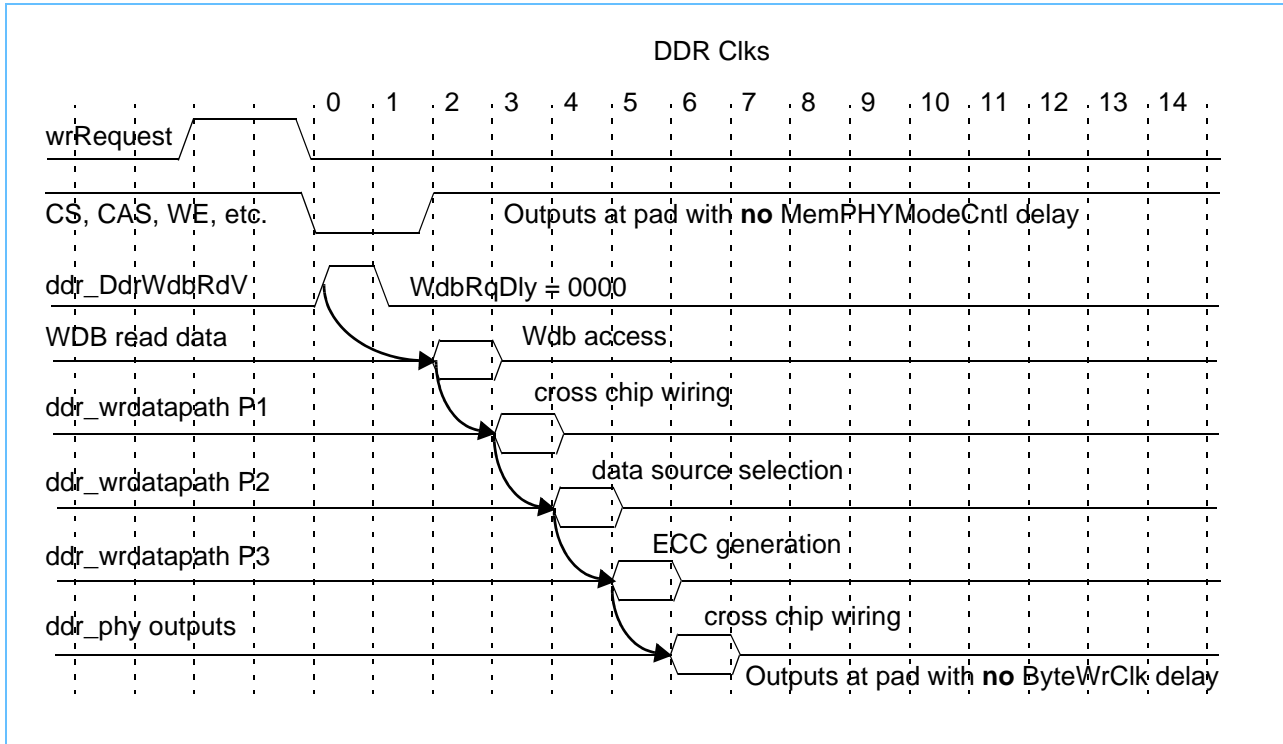 DDR Clks
0 1 2 3 4 5 6 7 8 9 10 11 12 13 14
wrRequest
CS, CAS, WE, etc. Outputs at pad with no MemPHYModeCntl delay
ddr_DdrWdbRdV WdbRqDly = 0000
WDB read data Wdb access
ddr_wrdatapath P1 cross chip wiring
ddr_wrdatapath P2 data source selection
ddr_wrdatapath P3 ECC generation
ddr_phy outputs cross chip wiring
Outputs at pad with no ByteWrClk delay